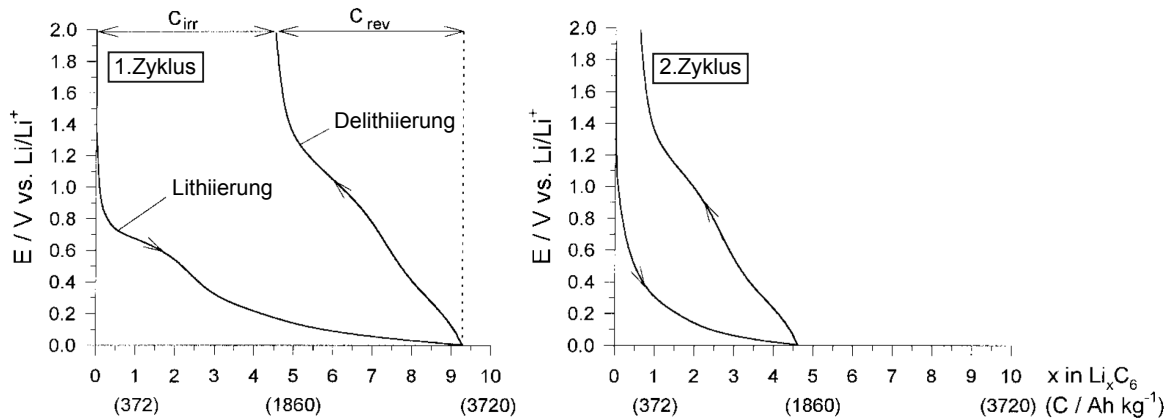 C_irr C_rev
1.Zyklus
Delithiierung
Lithiierung
E / V vs. Li/Li⁺
2.0
1.8
1.6
1.4
1.2
1.0
0.8
0.6
0.4
0.2
0.0
0 1 2 3 4 5 6 7 8 9 10
(372) (1860) (3720)
2.Zyklus
E / V vs. Li/Li⁺
2.0
1.8
1.6
1.4
1.2
1.0
0.8
0.6
0.4
0.2
0.0
0 1 2 3 4 5 6 7 8 9 10 x in LiₓC₆
(372) (1860) (3720) (C / Ah kg⁻¹)